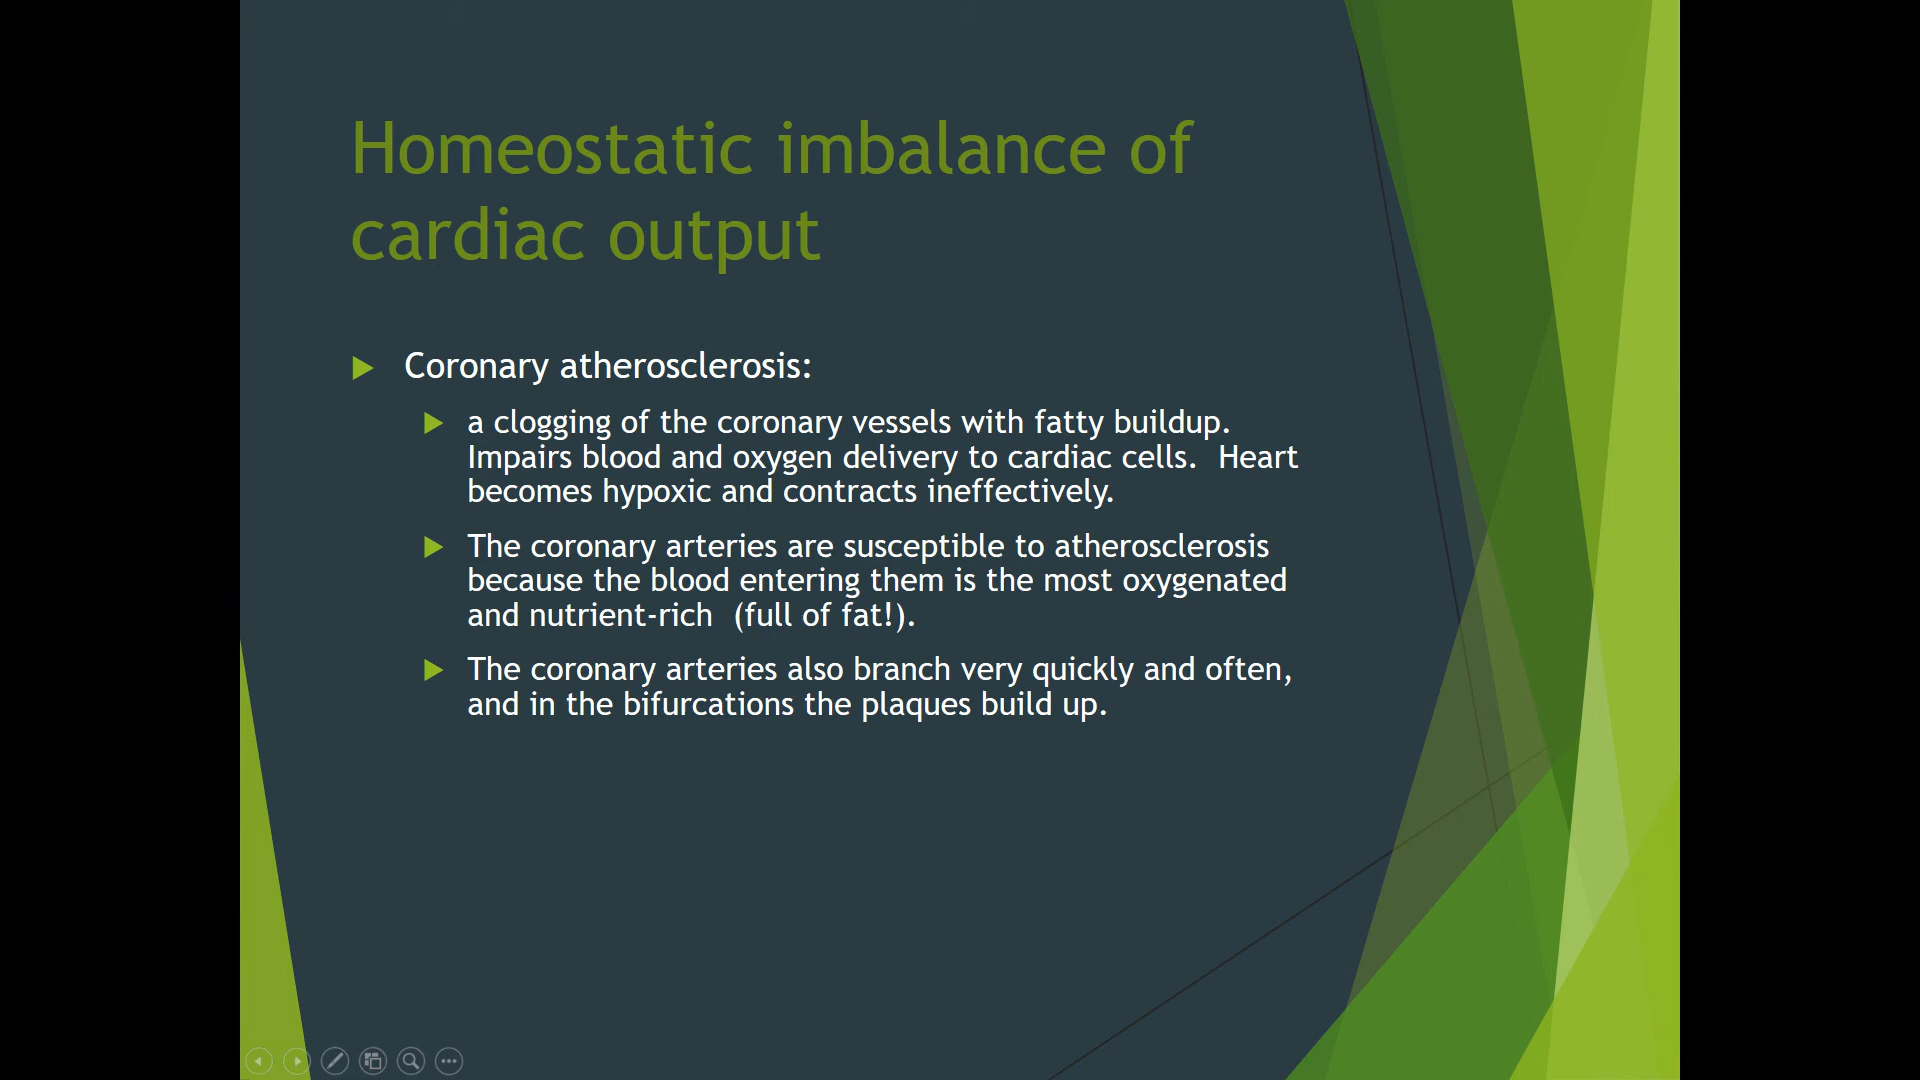 Homeostatic imbalance of
cardiac output
Coronary atherosclerosis:
a clogging of the coronary vessels with fatty buildup.
Impairs blood and oxygen delivery to cardiac cells.  Heart
becomes hypoxic and contracts ineffectively.
The coronary arteries are susceptible to atherosclerosis
because the blood entering them is the most oxygenated
and nutrient-rich  (full of fat!).
The coronary arteries also branch very quickly and often,
and in the bifurcations the plaques build up.